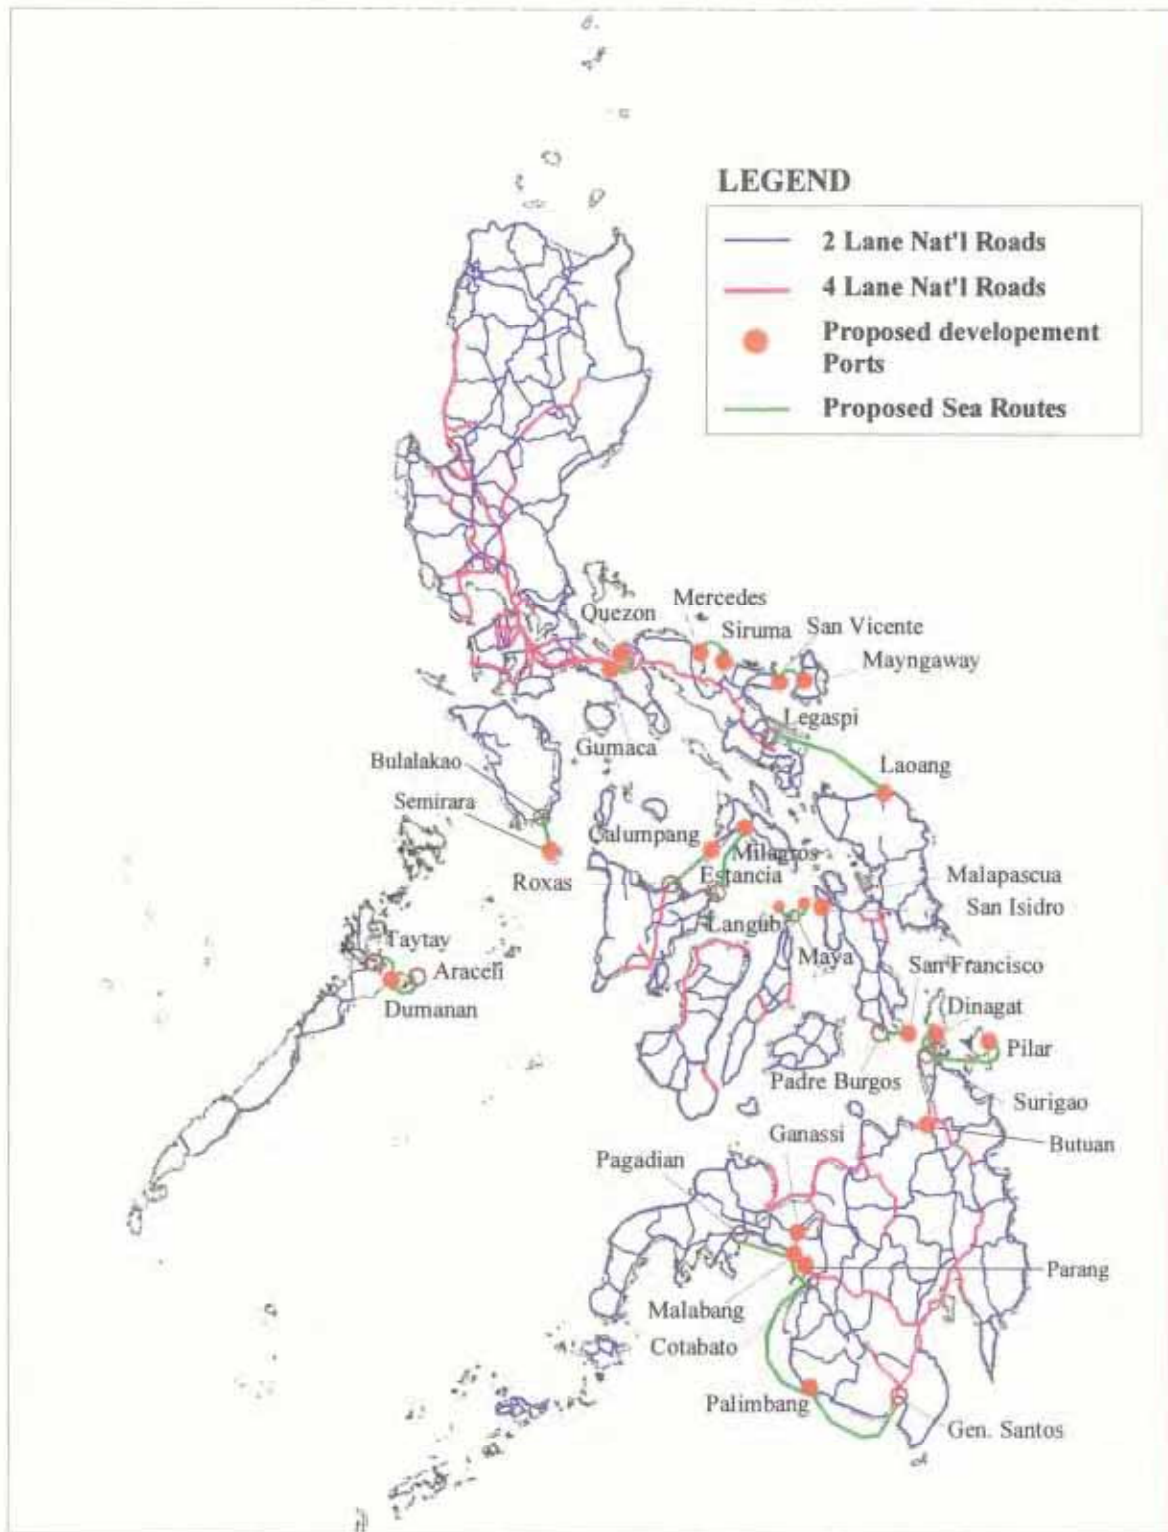 LEGEND
2 Lane Nat'l Roads
4 Lane Nat'l Roads
Proposed developement
Ports
Proposed Sea Routes
Mercedes
Quezon
Siruma
San Vicente
Mayngaway
Legaspi
Gumaca
Bulalakao
Laoang
Semirara
Calumpang
Milagros
Roxas
Estancia
Malapascua
San Isidro
Langub
Maya
Taytay
Araceli
Dumanan
San Francisco
Dinagat
Pilar
Padre Burgos
Surigao
Ganassi
Butuan
Pagadian
Parang
Malabang
Cotabato
Palimbang
Gen. Santos